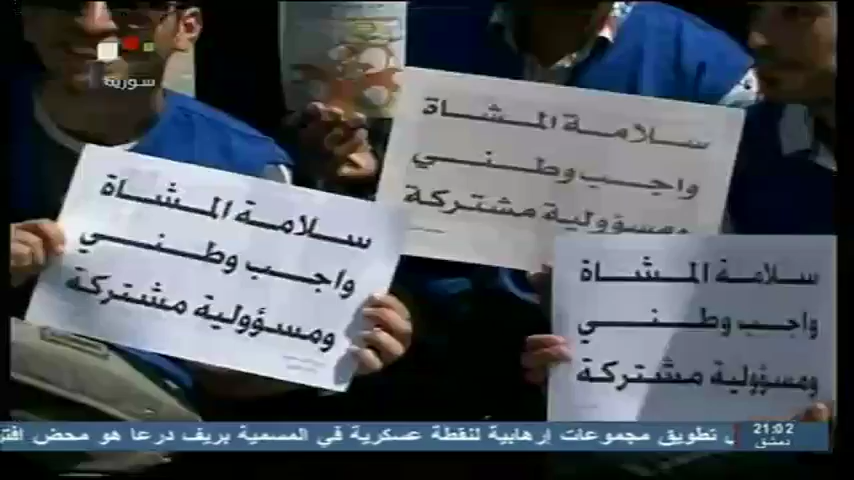 سورية
سلامة المشاة
واجب وطني
ومسؤولية مشتركة
سلامة المشاة
واجب وطني
ومسؤولية مشتركة
سلامة المشاة
واجب وطني
ومسؤولية مشتركة
تطويق مجموعات إرهابية لنقطة عسكرية في المسمية بريف درعا هو محض
21:02
دمشق